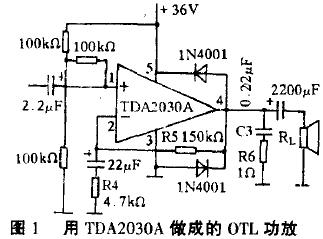 +36V
100kΩ
100kΩ
1N4001
0.22μF
2200μF
2.2μF
1
5
TDA2030A
4
2
3
C3
RL
R5 150kΩ
R6
1Ω
100kΩ
22μF
R4
4.7kΩ
1N4001
图 1 用 TDA2030A 做成的 OTL 功放